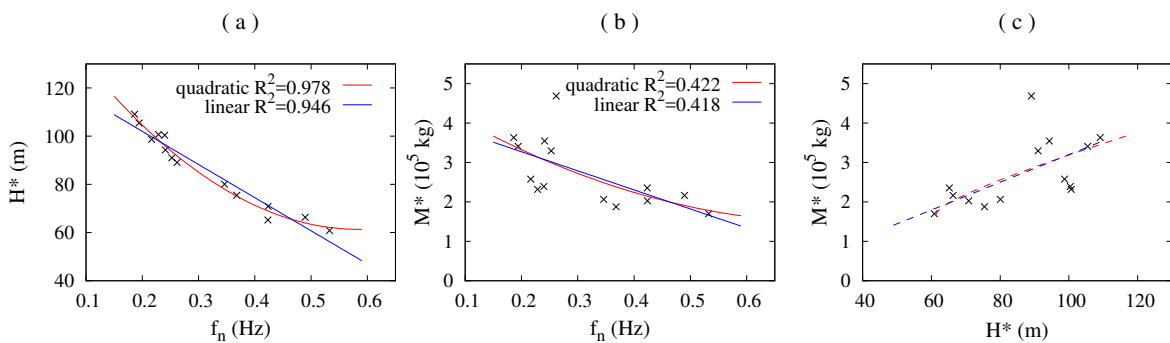 ( a )
quadratic R²=0.978
linear R²=0.946
H* (m)
120
100
80
60
40
0.1 0.2 0.3 0.4 0.5 0.6
fₙ (Hz)
( b )
quadratic R²=0.422
linear R²=0.418
M* (10⁵ kg)
5
4
3
2
1
0
0.1 0.2 0.3 0.4 0.5 0.6
fₙ (Hz)
( c )
M* (10⁵ kg)
5
4
3
2
1
0
40 60 80 100 120
H* (m)